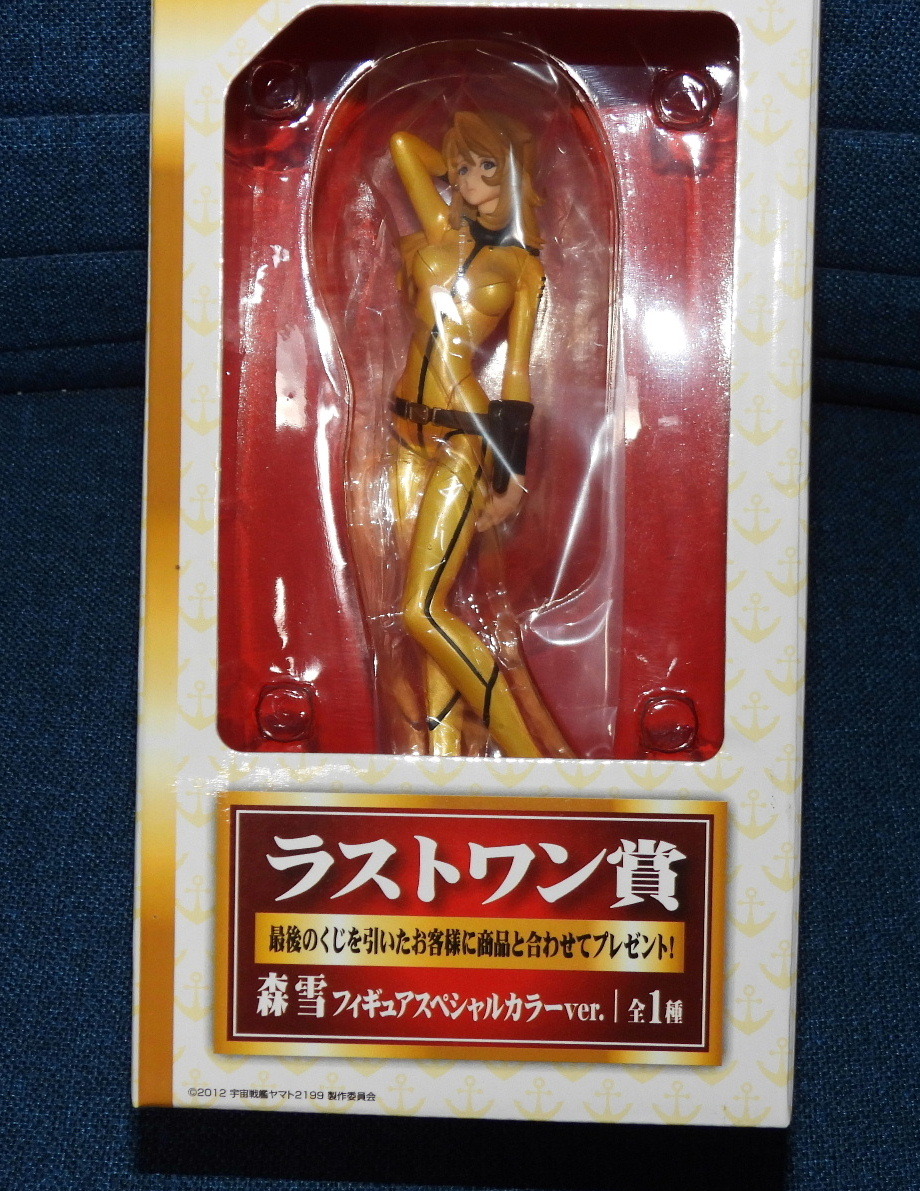 ラストワン賞
最後のくじを引いたお客様に商品と合わせてプレゼント!
森雪フィギュアスペシャルカラーver.|全1種
©2012 宇宙戦艦ヤマト2199 製作委員会